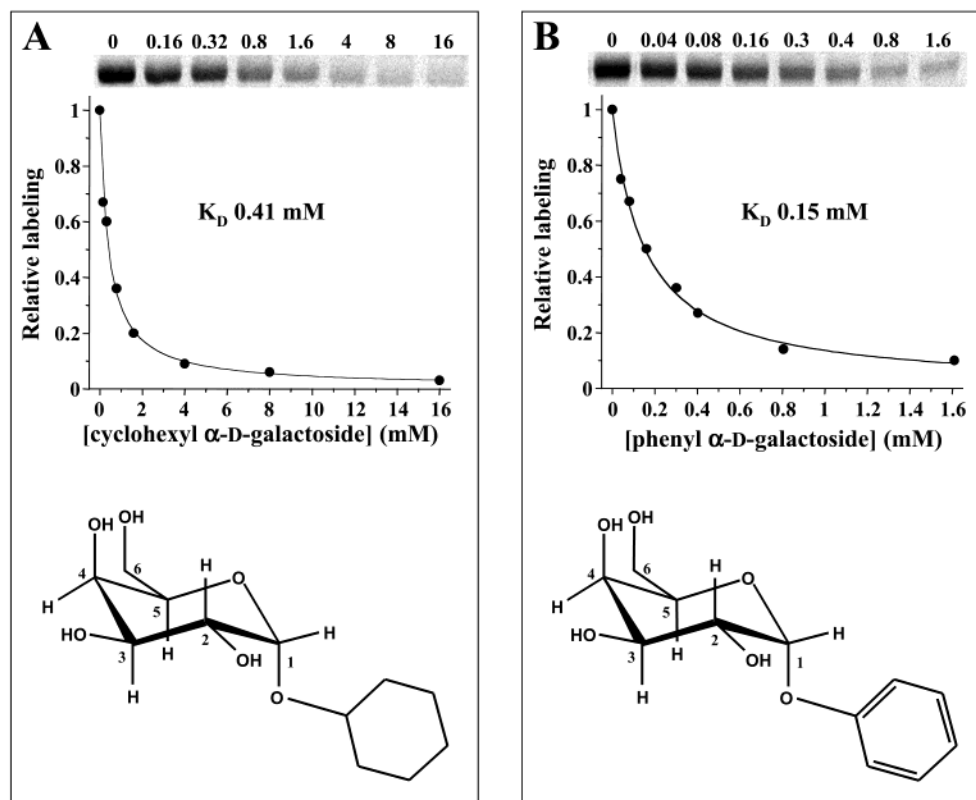 A
0 0.16 0.32 0.8 1.6 4 8 16
1
0.8
0.6
0.4
0.2
0
Relative labeling
K_D 0.41 mM
0 2 4 6 8 10 12 14 16
[cyclohexyl α-D-galactoside] (mM)
OH
OH
6
4
H
O
H
5
HO
2
H
3
H
OH
1
H
O
B
0 0.04 0.08 0.16 0.3 0.4 0.8 1.6
1
0.8
0.6
0.4
0.2
0
Relative labeling
K_D 0.15 mM
0 0.2 0.4 0.6 0.8 1 1.2 1.4 1.6
[phenyl α-D-galactoside] (mM)
OH
OH
6
4
H
O
H
5
HO
2
H
3
H
OH
1
H
O